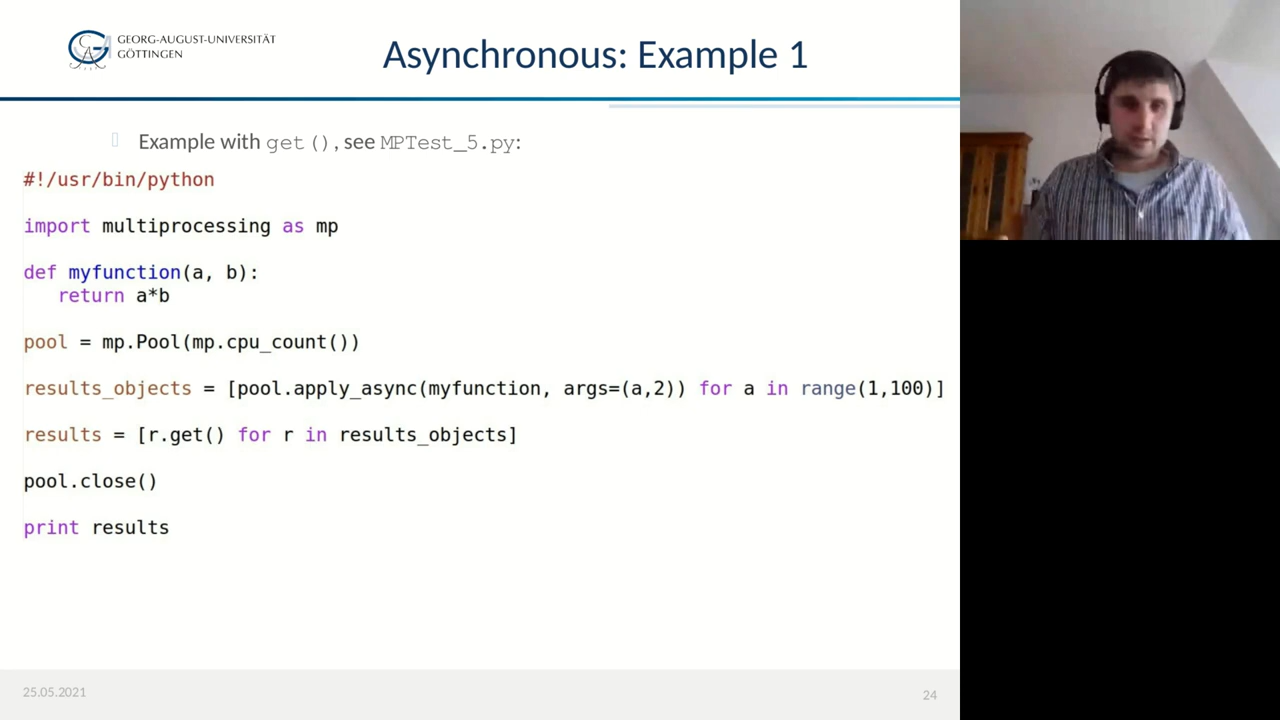 GEORG-AUGUST-UNIVERSITÄT
GÖTTINGEN
Asynchronous: Example 1
Example with get(), see MPTest_5.py:
#!/usr/bin/python
import multiprocessing as mp
def myfunction(a, b):
   return a*b
pool = mp.Pool(mp.cpu_count())
results_objects = [pool.apply_async(myfunction, args=(a,2)) for a in range(1,100)]
results = [r.get() for r in results_objects]
pool.close()
print results
25.05.2021
24